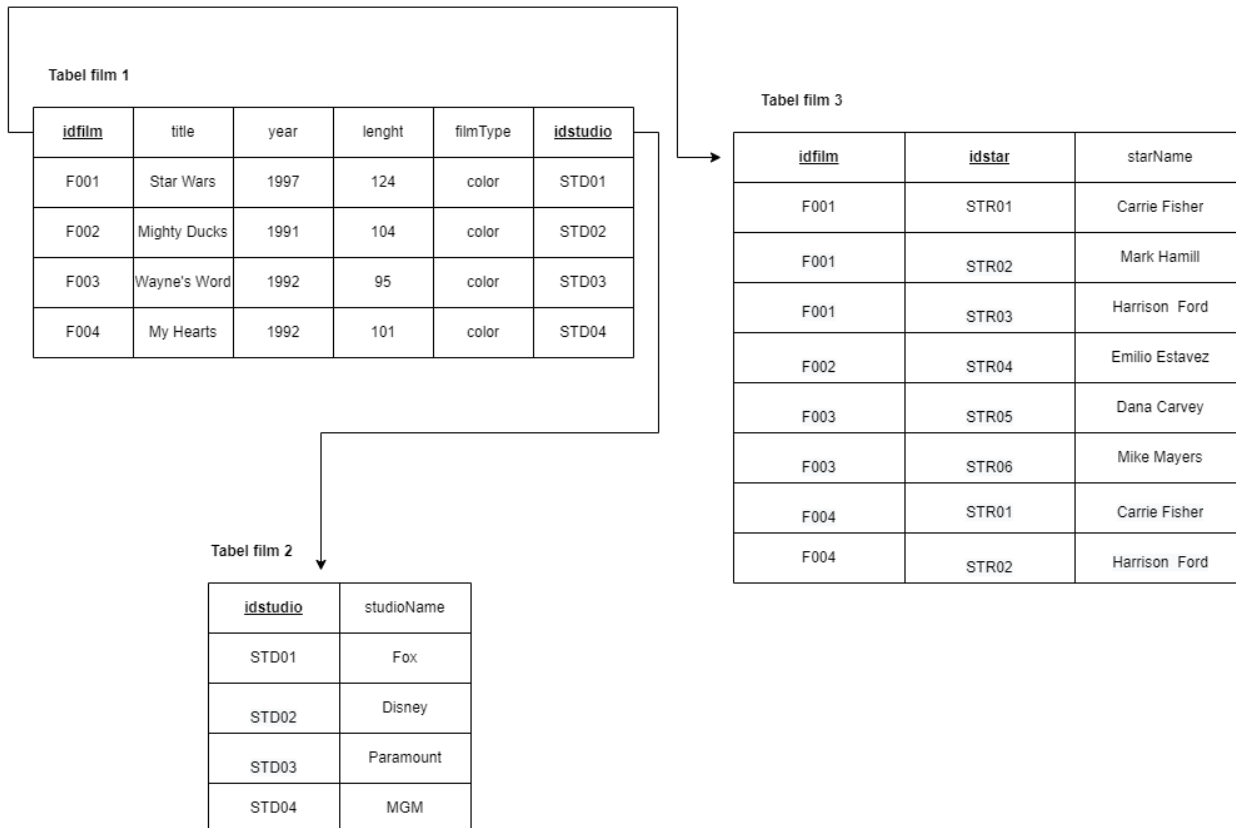 Tabel film 1
idfilm title year lenght filmType idstudio
F001 Star Wars 1997 124 color STD01
F002 Mighty Ducks 1991 104 color STD02
F003 Wayne's Word 1992 95 color STD03
F004 My Hearts 1992 101 color STD04
Tabel film 3
idfilm idstar starName
F001 STR01 Carrie Fisher
F001 STR02 Mark Hamill
F001 STR03 Harrison Ford
F002 STR04 Emilio Estavez
F003 STR05 Dana Carvey
F003 STR06 Mike Mayers
F004 STR01 Carrie Fisher
F004 STR02 Harrison Ford
Tabel film 2
idstudio studioName
STD01 Fox
STD02 Disney
STD03 Paramount
STD04 MGM